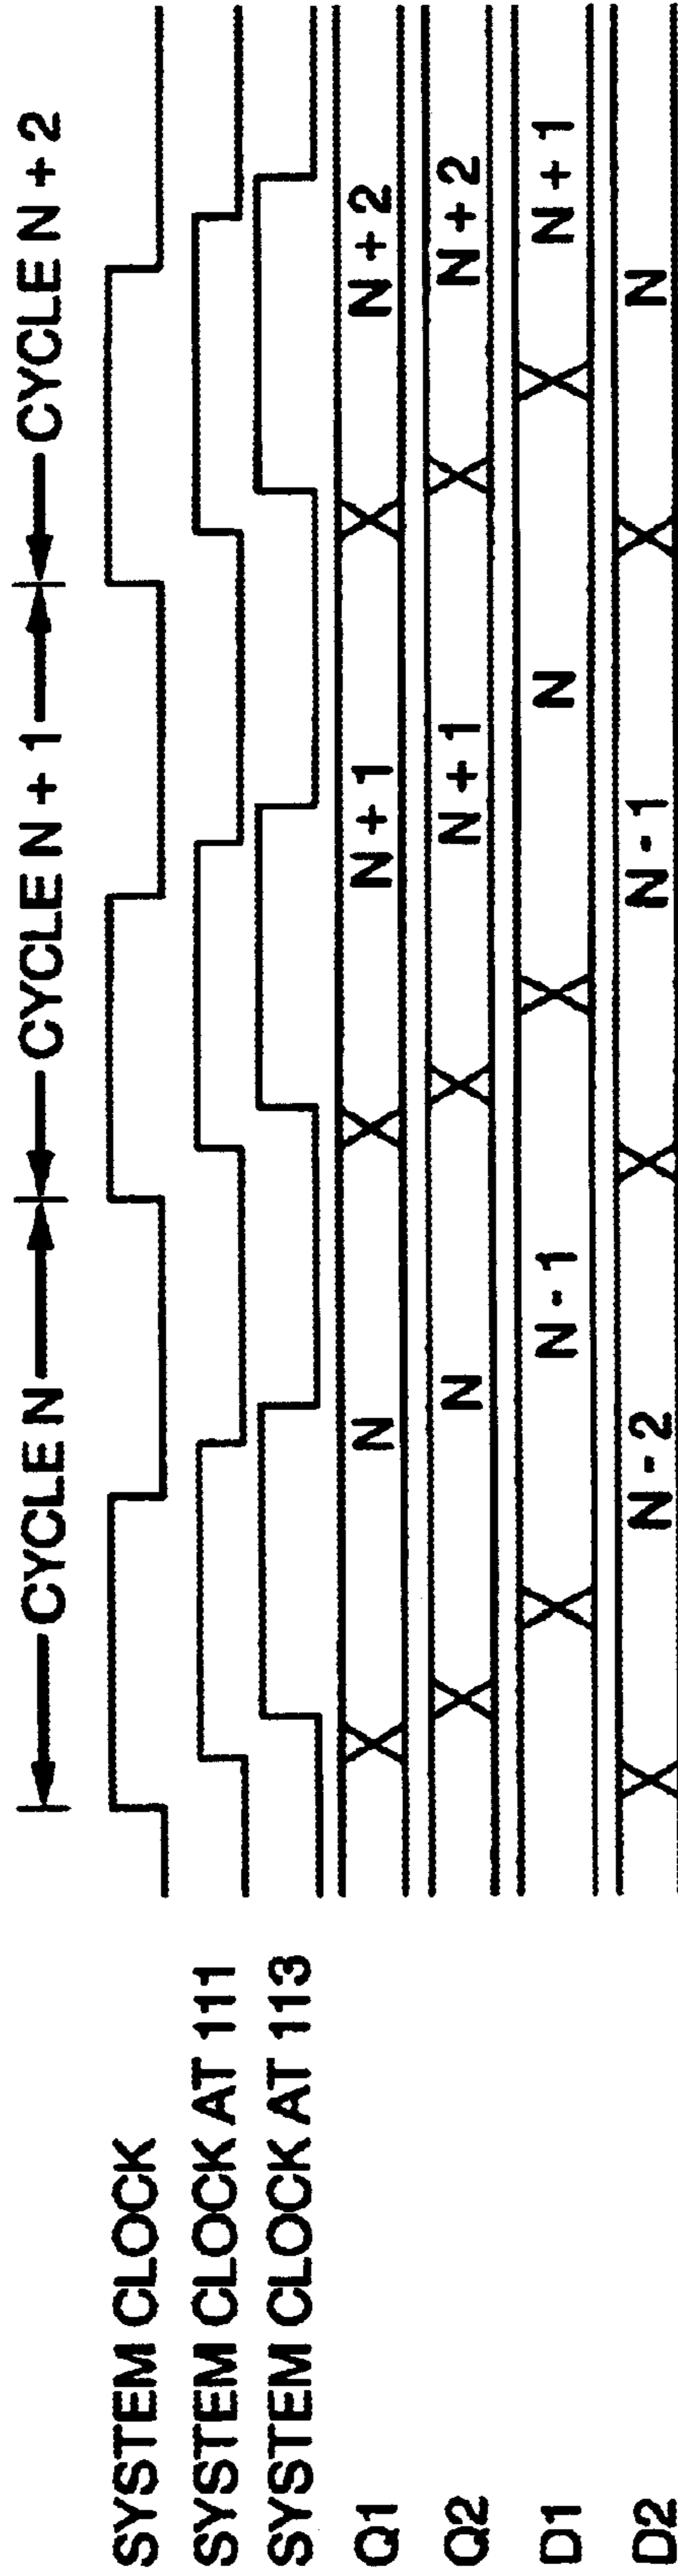 CYCLE N CYCLE N + 1 CYCLE N + 2
SYSTEM CLOCK
SYSTEM CLOCK AT 111
SYSTEM CLOCK AT 113
Q1 N N + 1 N + 2
Q2 N N + 1 N + 2
D1 N - 1 N N + 1
D2 N - 2 N - 1 N